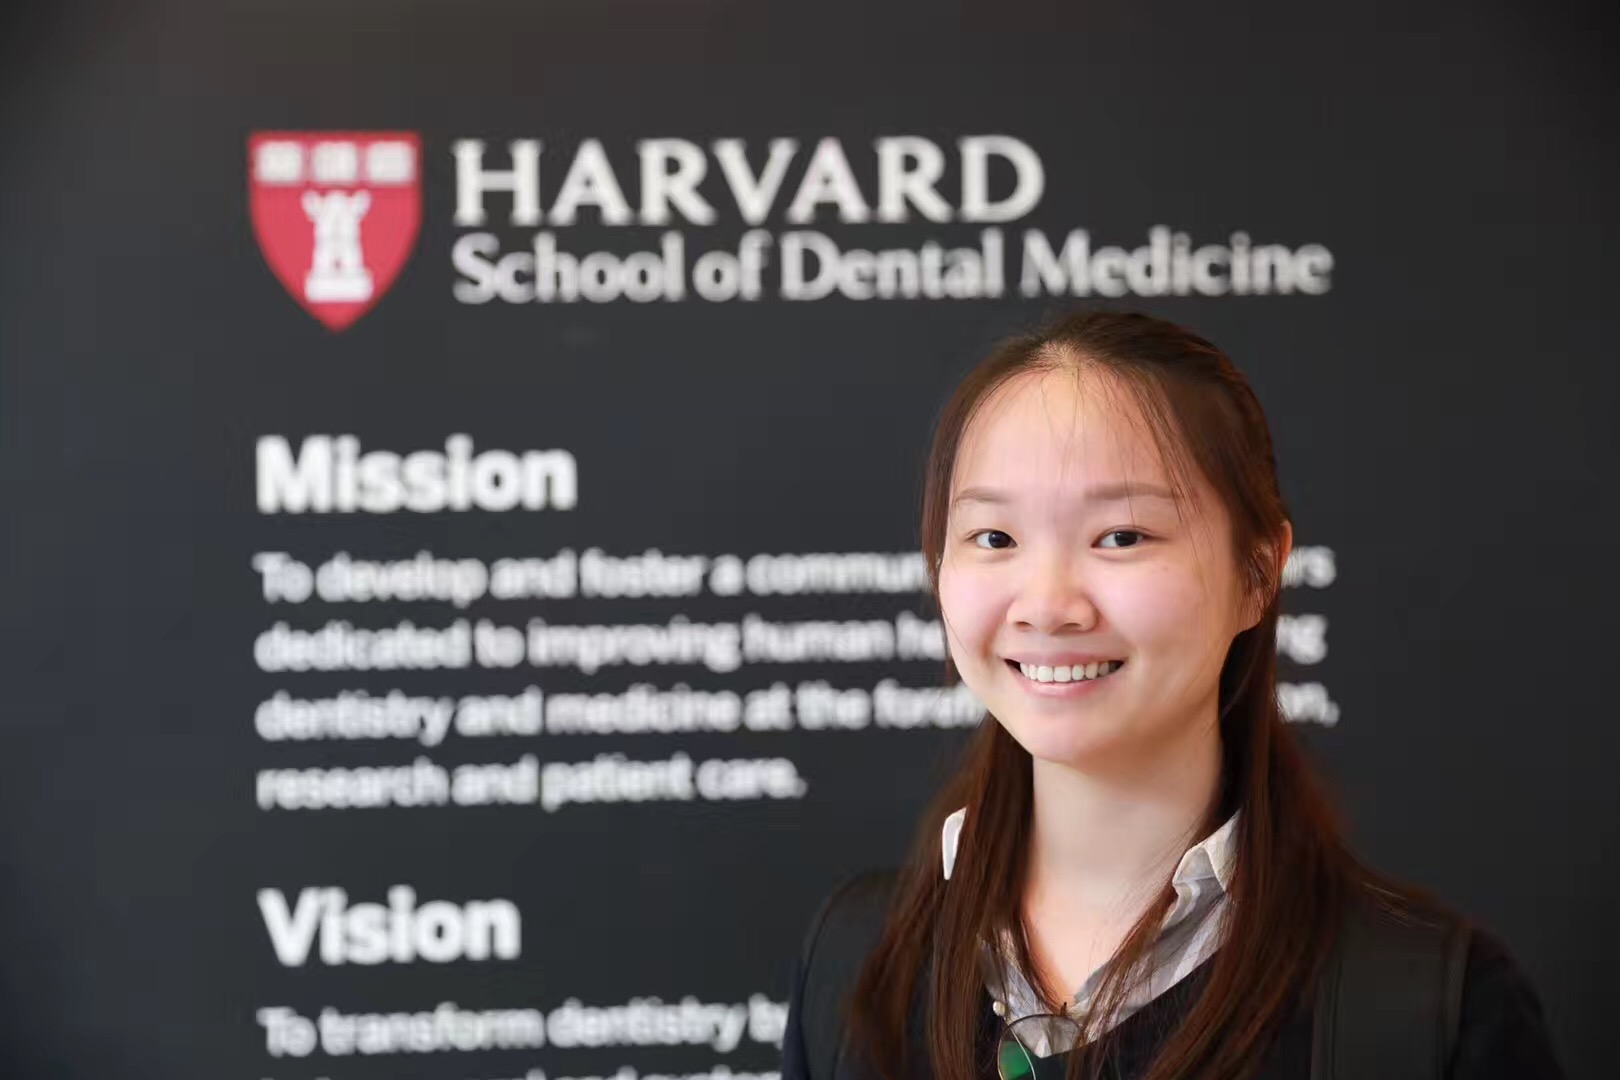 HARVARD
School of Dental Medicine
Mission
To develop and foster a
dedicated to improving human
dentistry and medicine at the
research and patient care.
Vision
To transform dentistry